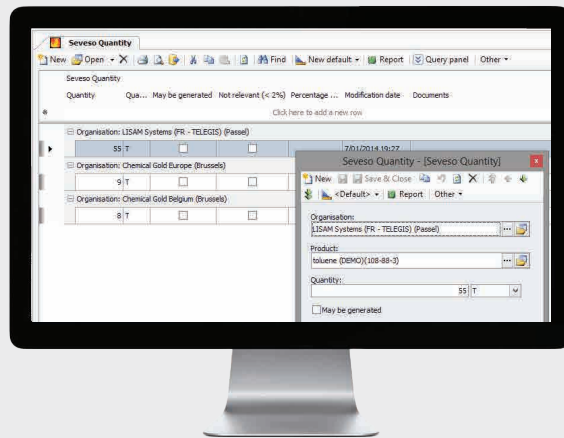 Seveso Quantity
New Open Find New default Report Query panel Other
Seveso Quantity
Quantity Qua... May be generated Not relevant (< 2%) Percentage ... Modification date Documents
Click here to add a new row
Organisation: LISAM Systems (FR - TELEGIS) (Passel)
55 T 7/01/2014 19:27
Organisation: Chemical Gold Europe (Brussels)
9 T
Organisation: Chemical Gold Belgium (Brussels)
8 T
Seveso Quantity - [Seveso Quantity]
x
New Save & Close
<Default> Report Other
Organisation:
LISAM Systems (FR - TELEGIS) (Passel) ...
Product:
toluene (DEMO)(108-88-3) ...
Quantity:
55 T
May be generated